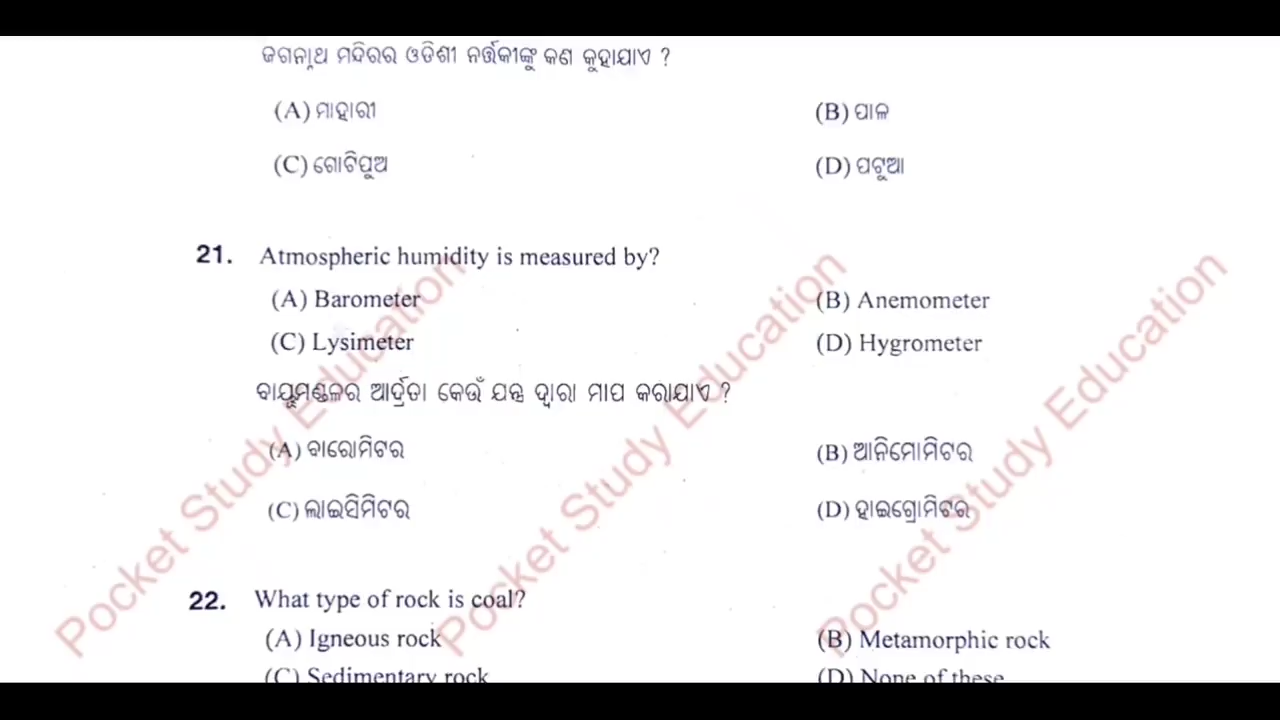 ଜଗନ୍ନାଥ ମନ୍ଦିରର ଓଡିଶୀ ନର୍ତ୍ତକୀଙ୍କୁ କଣ କୁହାଯାଏ ?
(A) ମାହାରୀ (B) ପାଳ
(C) ଗୋଟିପୁଅ (D) ପଟୁଆ
21. Atmospheric humidity is measured by?
(A) Barometer (B) Anemometer
(C) Lysimeter (D) Hygrometer
ବାୟୁମଣ୍ଡଳର ଆର୍ଦ୍ରତା କେଉଁ ଯନ୍ତ୍ର ଦ୍ୱାରା ମାପ କରାଯାଏ ?
(A) ବାରୋମିଟର (B) ଆନିମୋମିଟର
(C) ଲାଇସିମିଟର (D) ହାଇଗ୍ରୋମିଟର
22. What type of rock is coal?
(A) Igneous rock (B) Metamorphic rock
(C) Sedimentary rock (D) None of these
Pocket Study Education
Pocket Study Education
Pocket Study Education